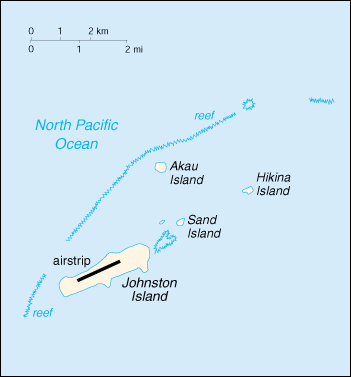 0 1 2 km
0 1 2 mi
reef
North Pacific
Ocean
Akau
Island
Hikina
Island
Sand
Island
airstrip
Johnston
Island
reef